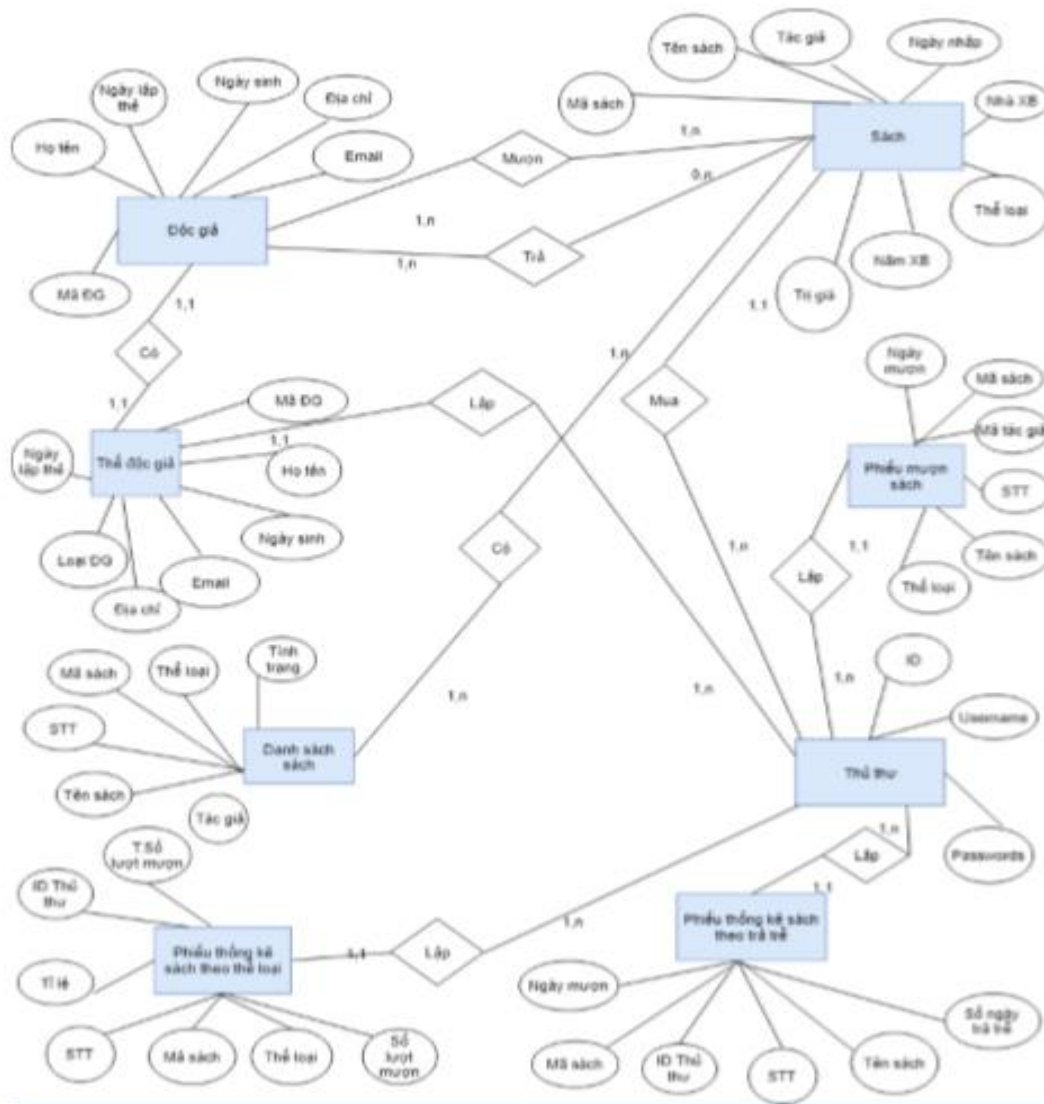 Tên sách
Tác giả
Ngày nhập
Mã sách
Nhà XB
Sách
Thể loại
Năm XB
Trị giá
Ngày lập
thẻ
Ngày sinh
Địa chỉ
Họ tên
Email
Độc giả
Mã ĐG
Mượn
1,n
1,n
Trả
0,n
1,n
1,1
Có
1,1
Mã ĐG
Lập
1,1
Ngày
lập thẻ
Thẻ độc giả
Họ tên
Loại DG
Ngày sinh
Email
Địa chỉ
1,n
Có
1,n
1,1
Mua
1,n
Ngày
mượn
Mã sách
Mã tác giả
Phiếu mượn
sách
STT
Tên sách
Thể loại
1,1
Lập
1,n
1,n
ID
Username
Thủ thư
Passwords
Mã sách
Thể loại
Tình
trạng
STT
Danh sách
sách
Tên sách
Tác giả
T.Số
lượt mượn
ID Thủ
thư
Phiếu thống kê
sách theo thể loại
Tỉ lệ
STT
Mã sách
Thể loại
Số
lượt
mượn
1,1
Lập
1,n
1,n
Lập
1,1
Phiếu thống kê sách
theo trả trễ
Ngày mượn
Mã sách
ID Thủ
thư
STT
Tên sách
Số ngày
trả trễ